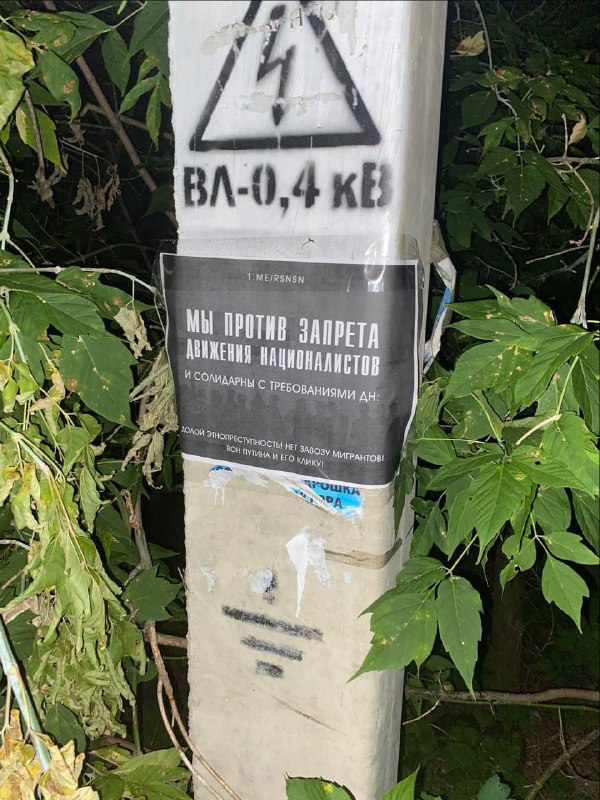 ВЛ-0,4 кВ
T.ME/RSNSN
МЫ ПРОТИВ ЗАПРЕТА
ДВИЖЕНИЯ НАЦИОНАЛИСТОВ
И СОЛИДАРНЫ С ТРЕБОВАНИЯМИ ДН:
ДОЛОЙ ЭТНОПРЕСТУПНОСТЬ! НЕТ ЗАВОЗУ МИГРАНТОВ!
ВОН ПУТИНА И ЕГО КЛИКУ!
КРОШКА